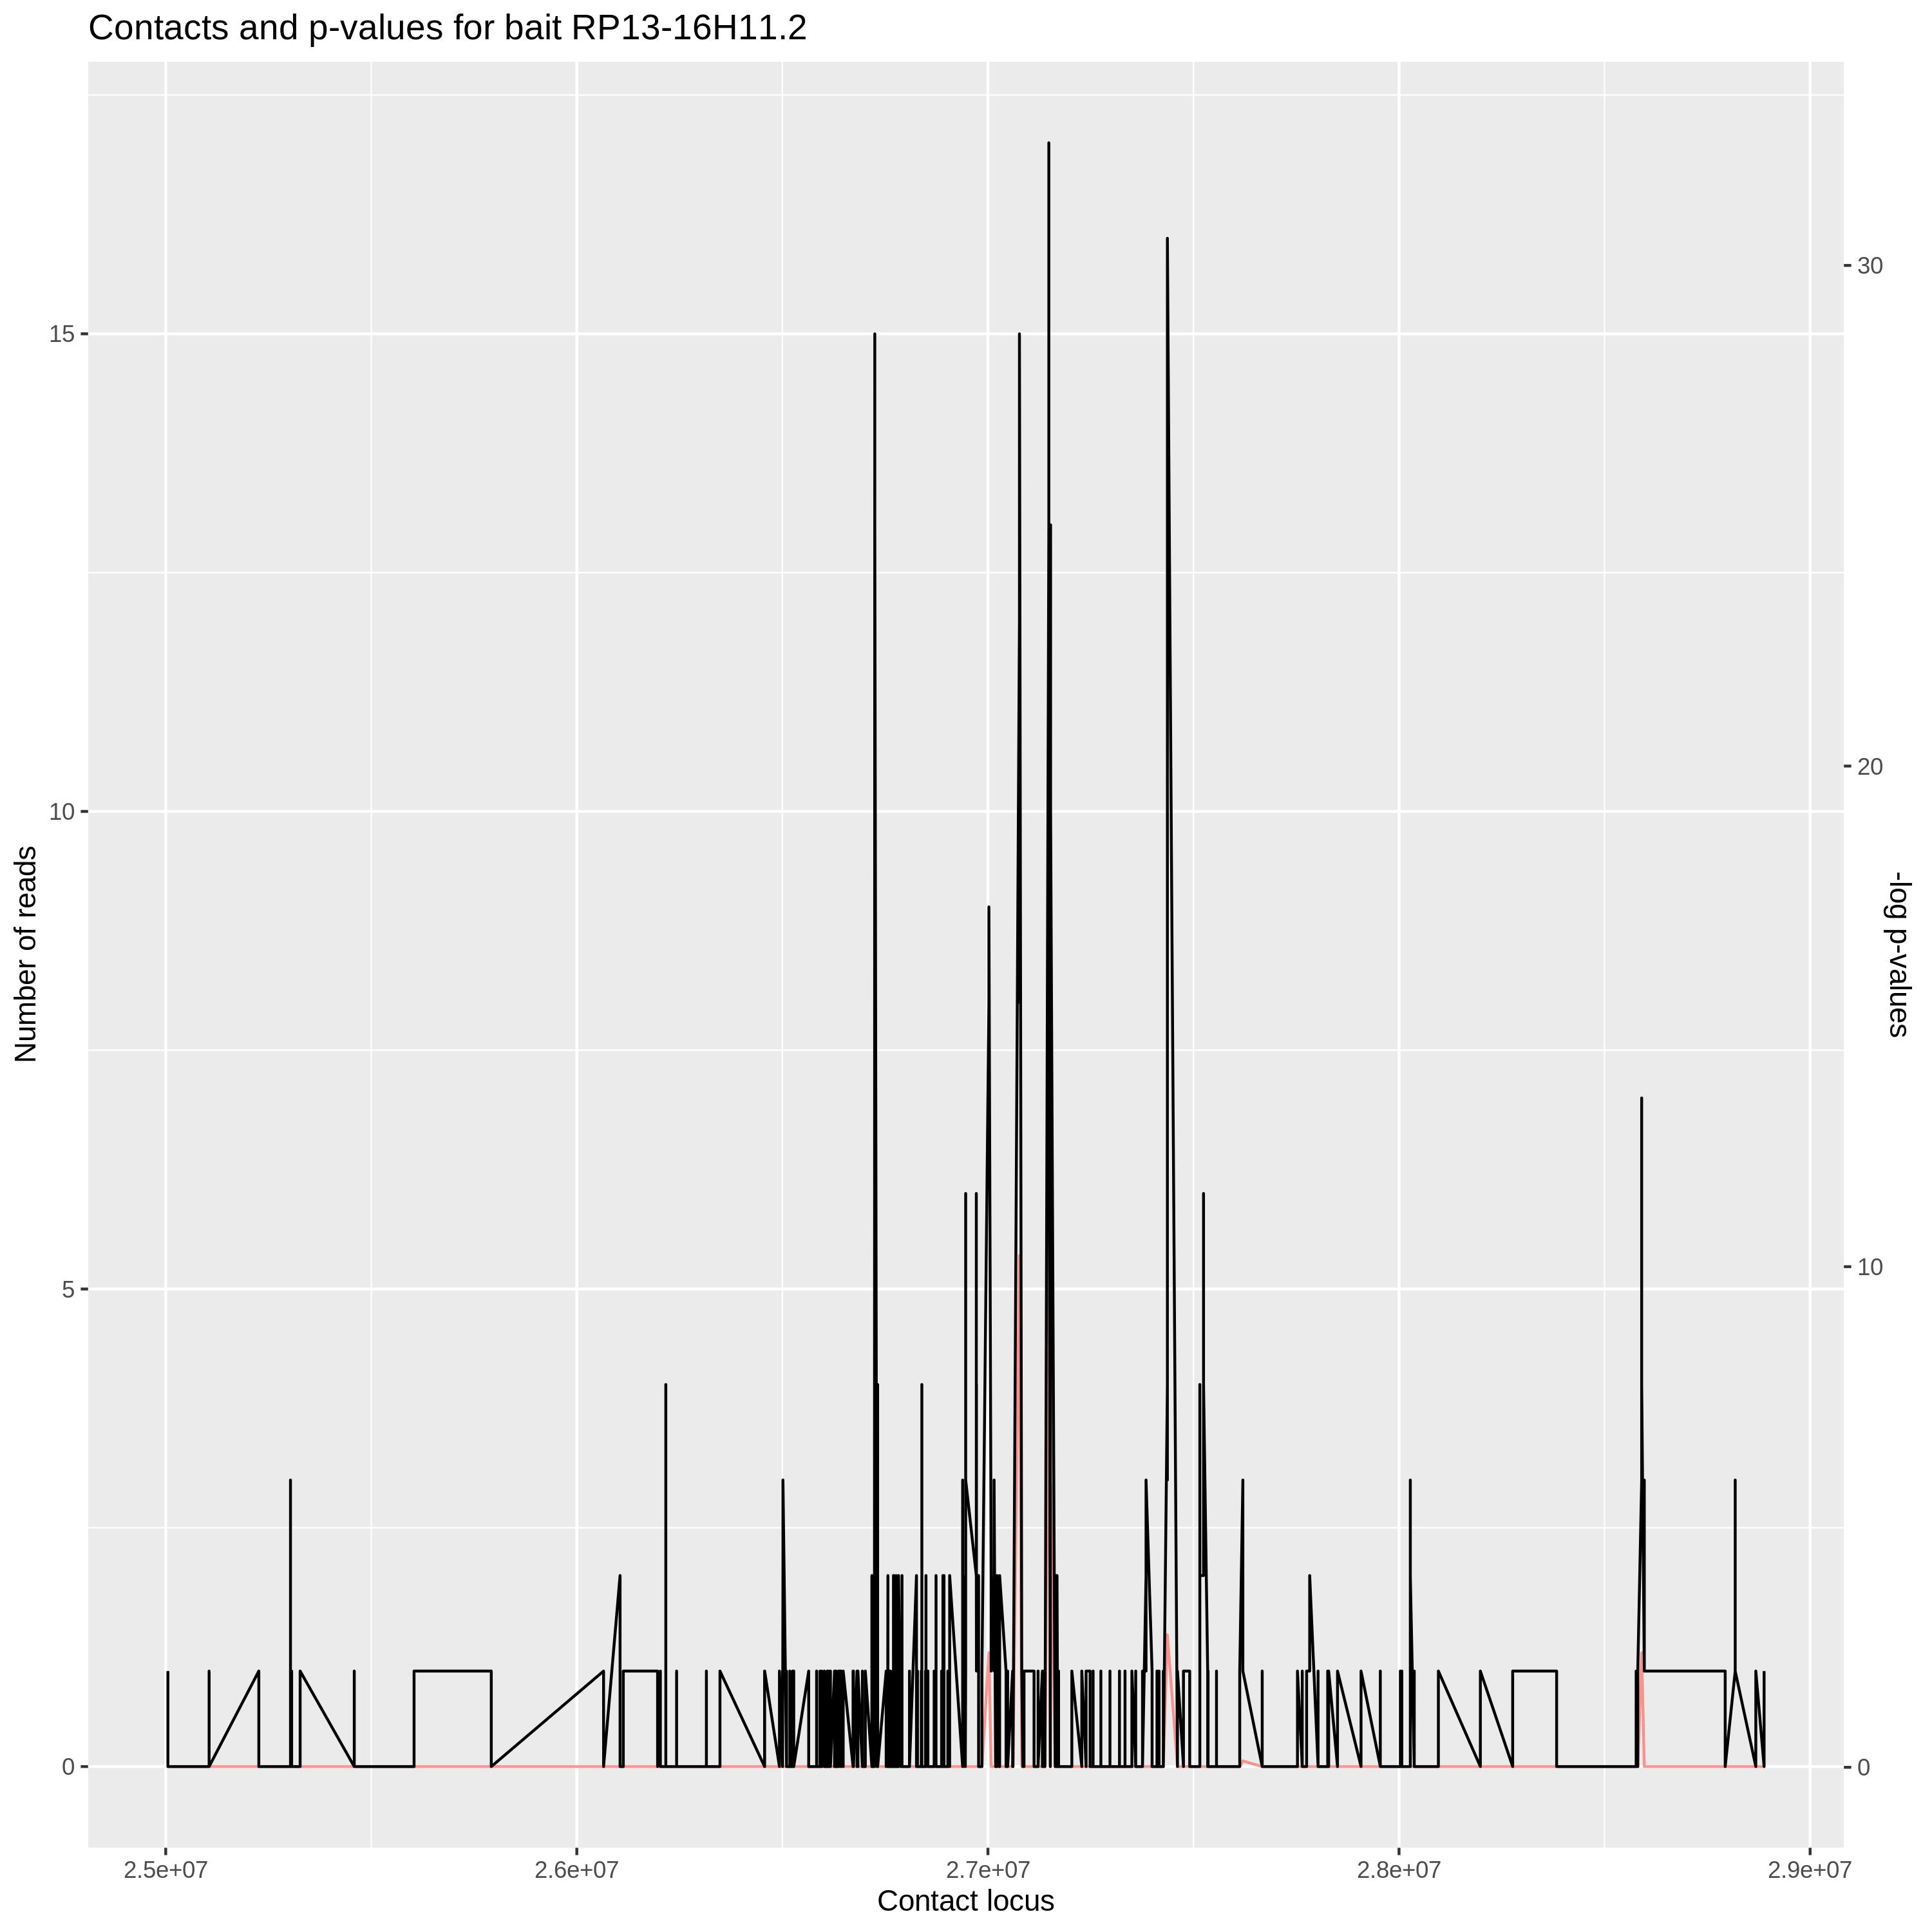 Contacts and p-values for bait RP13-16H11.2
15
10
5
0
Number of reads
30
20
10
0
-log p-values
2.5e+07 2.6e+07 2.7e+07 2.8e+07 2.9e+07
Contact locus